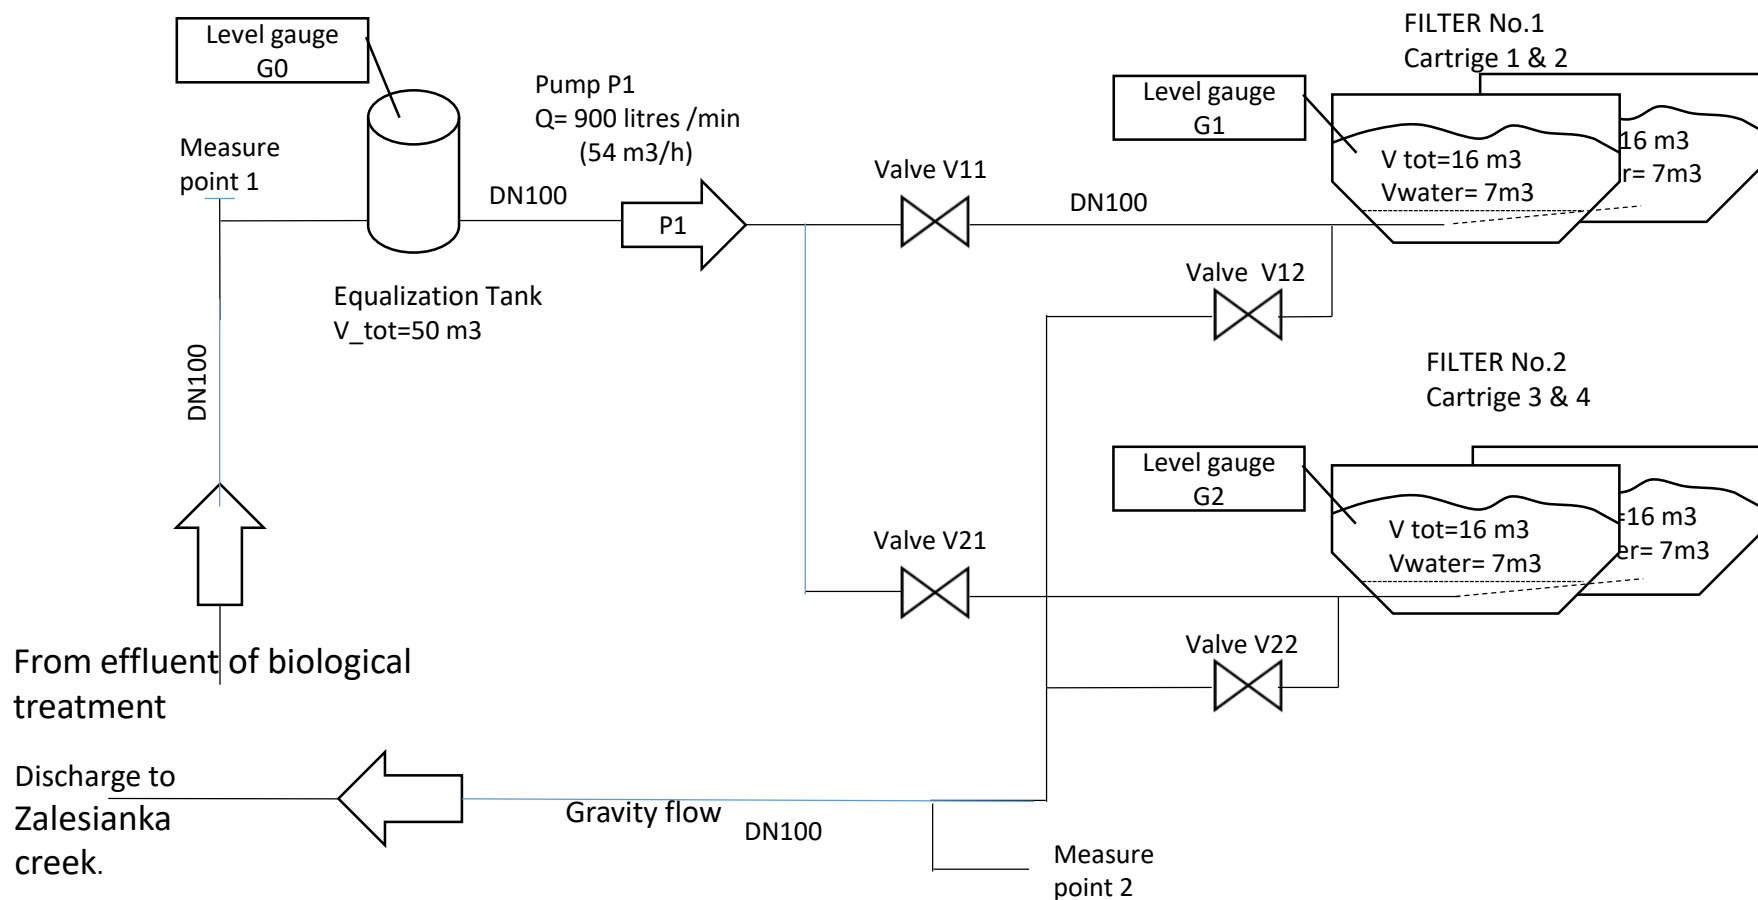 Level gauge
G0
Pump P1
Q= 900 litres /min
(54 m3/h)
Measure
point 1
DN100
P1
Equalization Tank
V_tot=50 m3
DN100
Valve V11
DN100
Valve  V12
FILTER No.1
Cartrige 1 & 2
Level gauge
G1
V tot=16 m3
Vwater= 7m3
16 m3
r= 7m3
FILTER No.2
Cartrige 3 & 4
Level gauge
G2
V tot=16 m3
Vwater= 7m3
=16 m3
er= 7m3
Valve V21
Valve V22
From effluent of biological
treatment
Discharge to
Zalesianka
creek.
Gravity flow
DN100
Measure
point 2